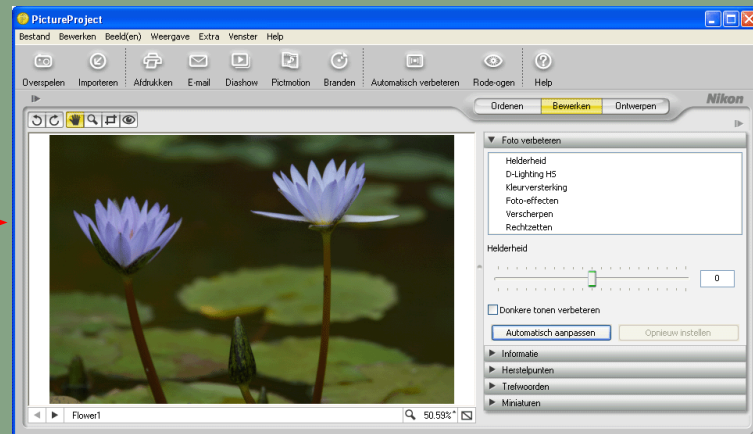 PictureProject
Bestand Bewerken Beeld(en) Weergave Extra Venster Help
Overspelen Importeren Afdrukken E-mail Diashow Pictmotion Branden Automatisch verbeteren Rode-ogen Help
Ordenen Bewerken Ontwerpen Nikon
Foto verbeteren
Helderheid
D-Lighting HS
Kleurversterking
Foto-effecten
Verscherpen
Rechtzetten
Helderheid
0
Donkere tonen verbeteren
Automatisch aanpassen Opnieuw instellen
Informatie
Herstelpunten
Trefwoorden
Miniaturen
Flower1 50.59%